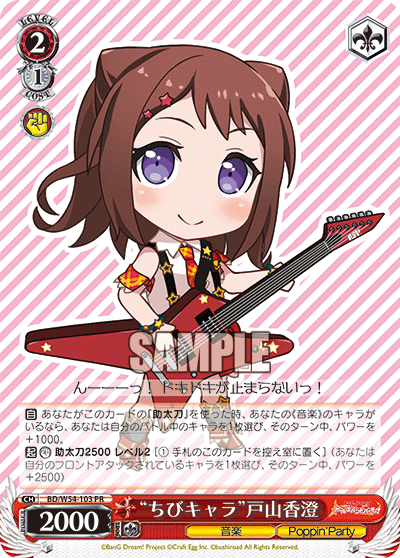 LEVEL
2
1
COST
SAMPLE
んーーーっ! ドキドキが止まらないっ!
自 あなたがこのカードの「助太刀」を使った時、あなたの《音楽》のキャラが
いるなら、あなたは自分のバトル中のキャラを1枚選び、そのターン中、パワーを
+1000。
起 助太刀2500 レベル2 [① 手札のこのカードを控え室に置く] (あなたは
自分のフロントアタックされているキャラを1枚選び、そのターン中、パワーを
+2500)
CH BD/WS4-103 PR
POWER 2000
“ちびキャラ”戸山香澄
音楽 Poppin'Party
©BanG Dream! Project ©Craft Egg Inc. ©bushiroad All Rights Reserved.